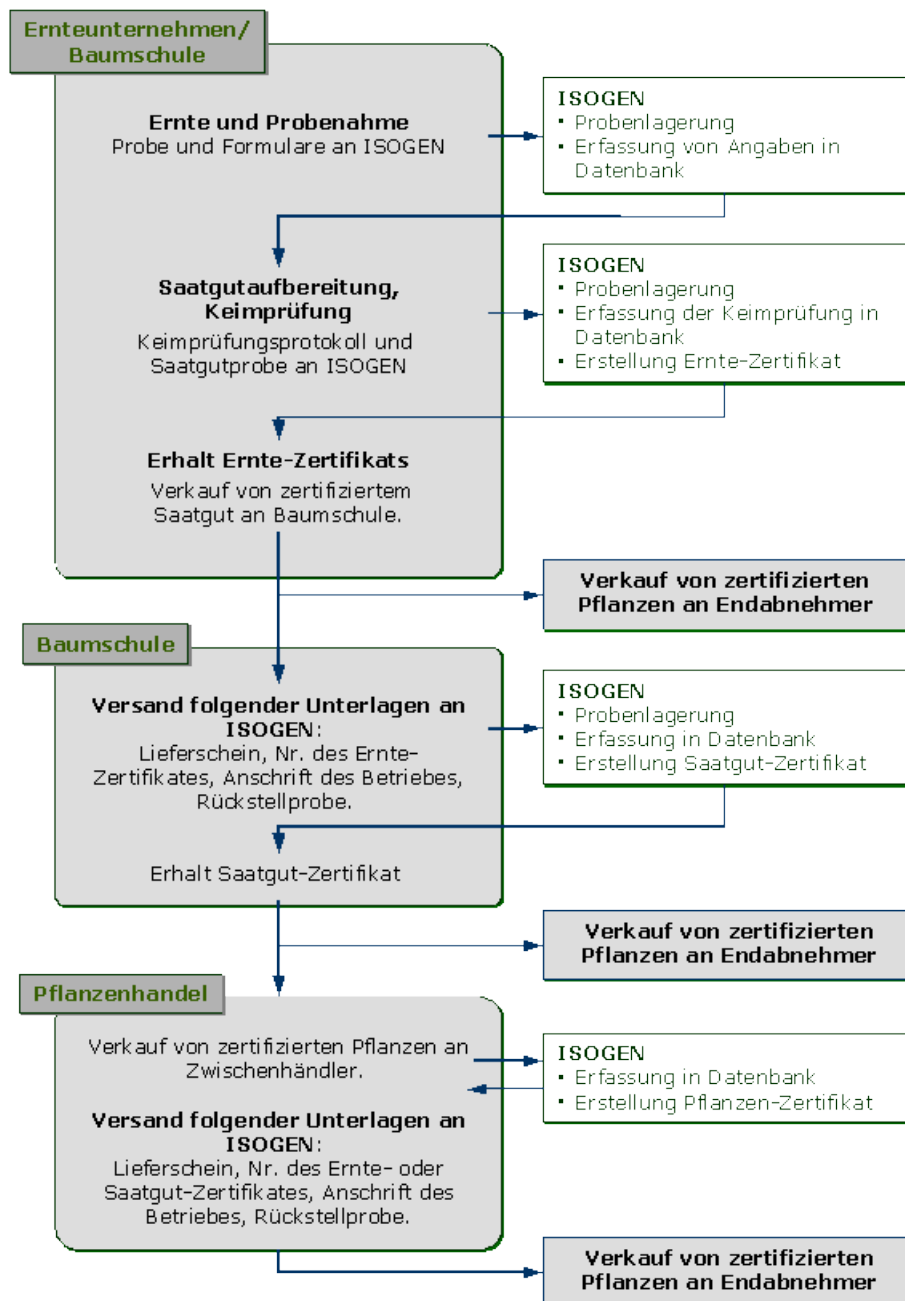 Ernteunternehmen/
Baumschule
Ernte und Probenahme
Probe und Formulare an ISOGEN
ISOGEN
▪ Probenlagerung
▪ Erfassung von Angaben in
Datenbank
Saatgutaufbereitung,
Keimprüfung
Keimprüfungsprotokoll und
Saatgutprobe an ISOGEN
ISOGEN
▪ Probenlagerung
▪ Erfassung der Keimprüfung in
Datenbank
▪ Erstellung Ernte-Zertifikat
Erhalt Ernte-Zertifikats
Verkauf von zertifiziertem
Saatgut an Baumschule.
Verkauf von zertifizierten
Pflanzen an Endabnehmer
Baumschule
Versand folgender Unterlagen an
ISOGEN:
Lieferschein, Nr. des Ernte-
Zertifikates, Anschrift des Betriebes,
Rückstellprobe.
ISOGEN
▪ Probenlagerung
▪ Erfassung in Datenbank
▪ Erstellung Saatgut-Zertifikat
Erhalt Saatgut-Zertifikat
Verkauf von zertifizierten
Pflanzen an Endabnehmer
Pflanzenhandel
Verkauf von zertifizierten Pflanzen an
Zwischenhändler.
ISOGEN
▪ Erfassung in Datenbank
▪ Erstellung Pflanzen-Zertifikat
Versand folgender Unterlagen an
ISOGEN:
Lieferschein, Nr. des Ernte- oder
Saatgut-Zertifikates, Anschrift des
Betriebes, Rückstellprobe.
Verkauf von zertifizierten
Pflanzen an Endabnehmer